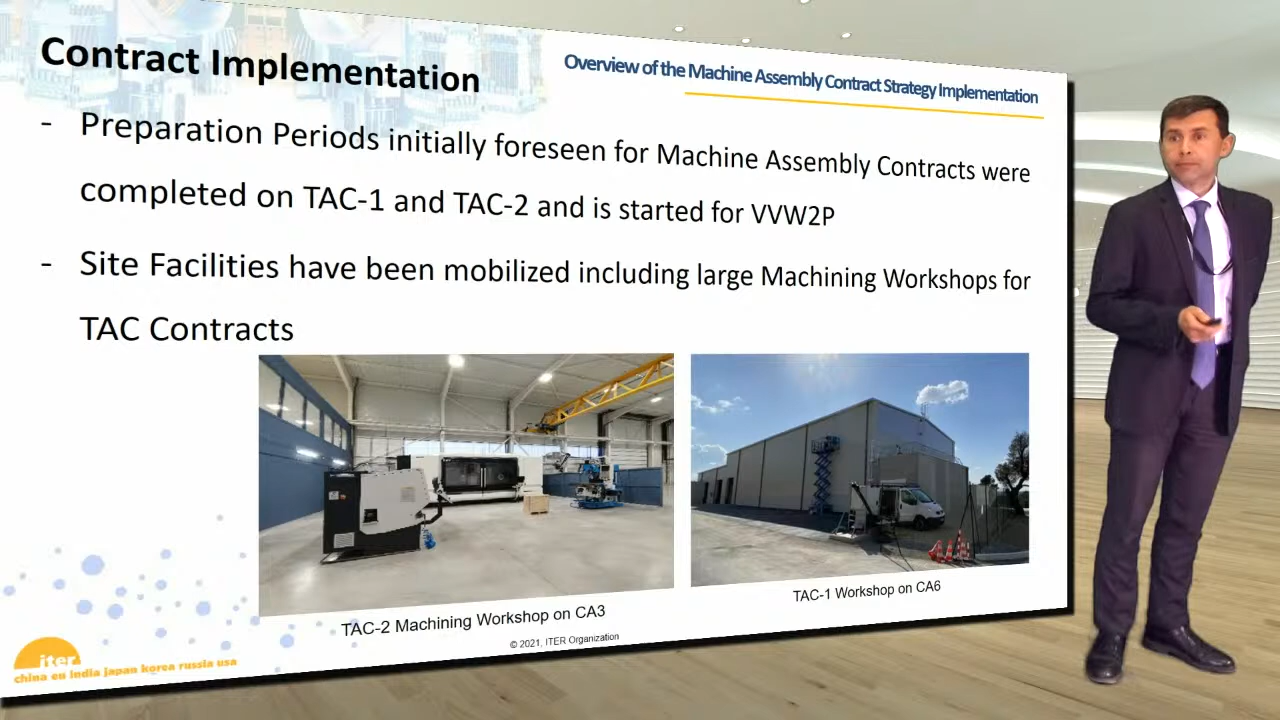 Contract Implementation
Overview of the Machine Assembly Contract Strategy Implementation
- Preparation Periods initially foreseen for Machine Assembly Contracts were
completed on TAC-1 and TAC-2 and is started for VVW2P
- Site Facilities have been mobilized including large Machining Workshops for
TAC Contracts
TAC-2 Machining Workshop on CA3
TAC-1 Workshop on CA6
© 2021, ITER Organization
iter
china eu india japan korea russia usa